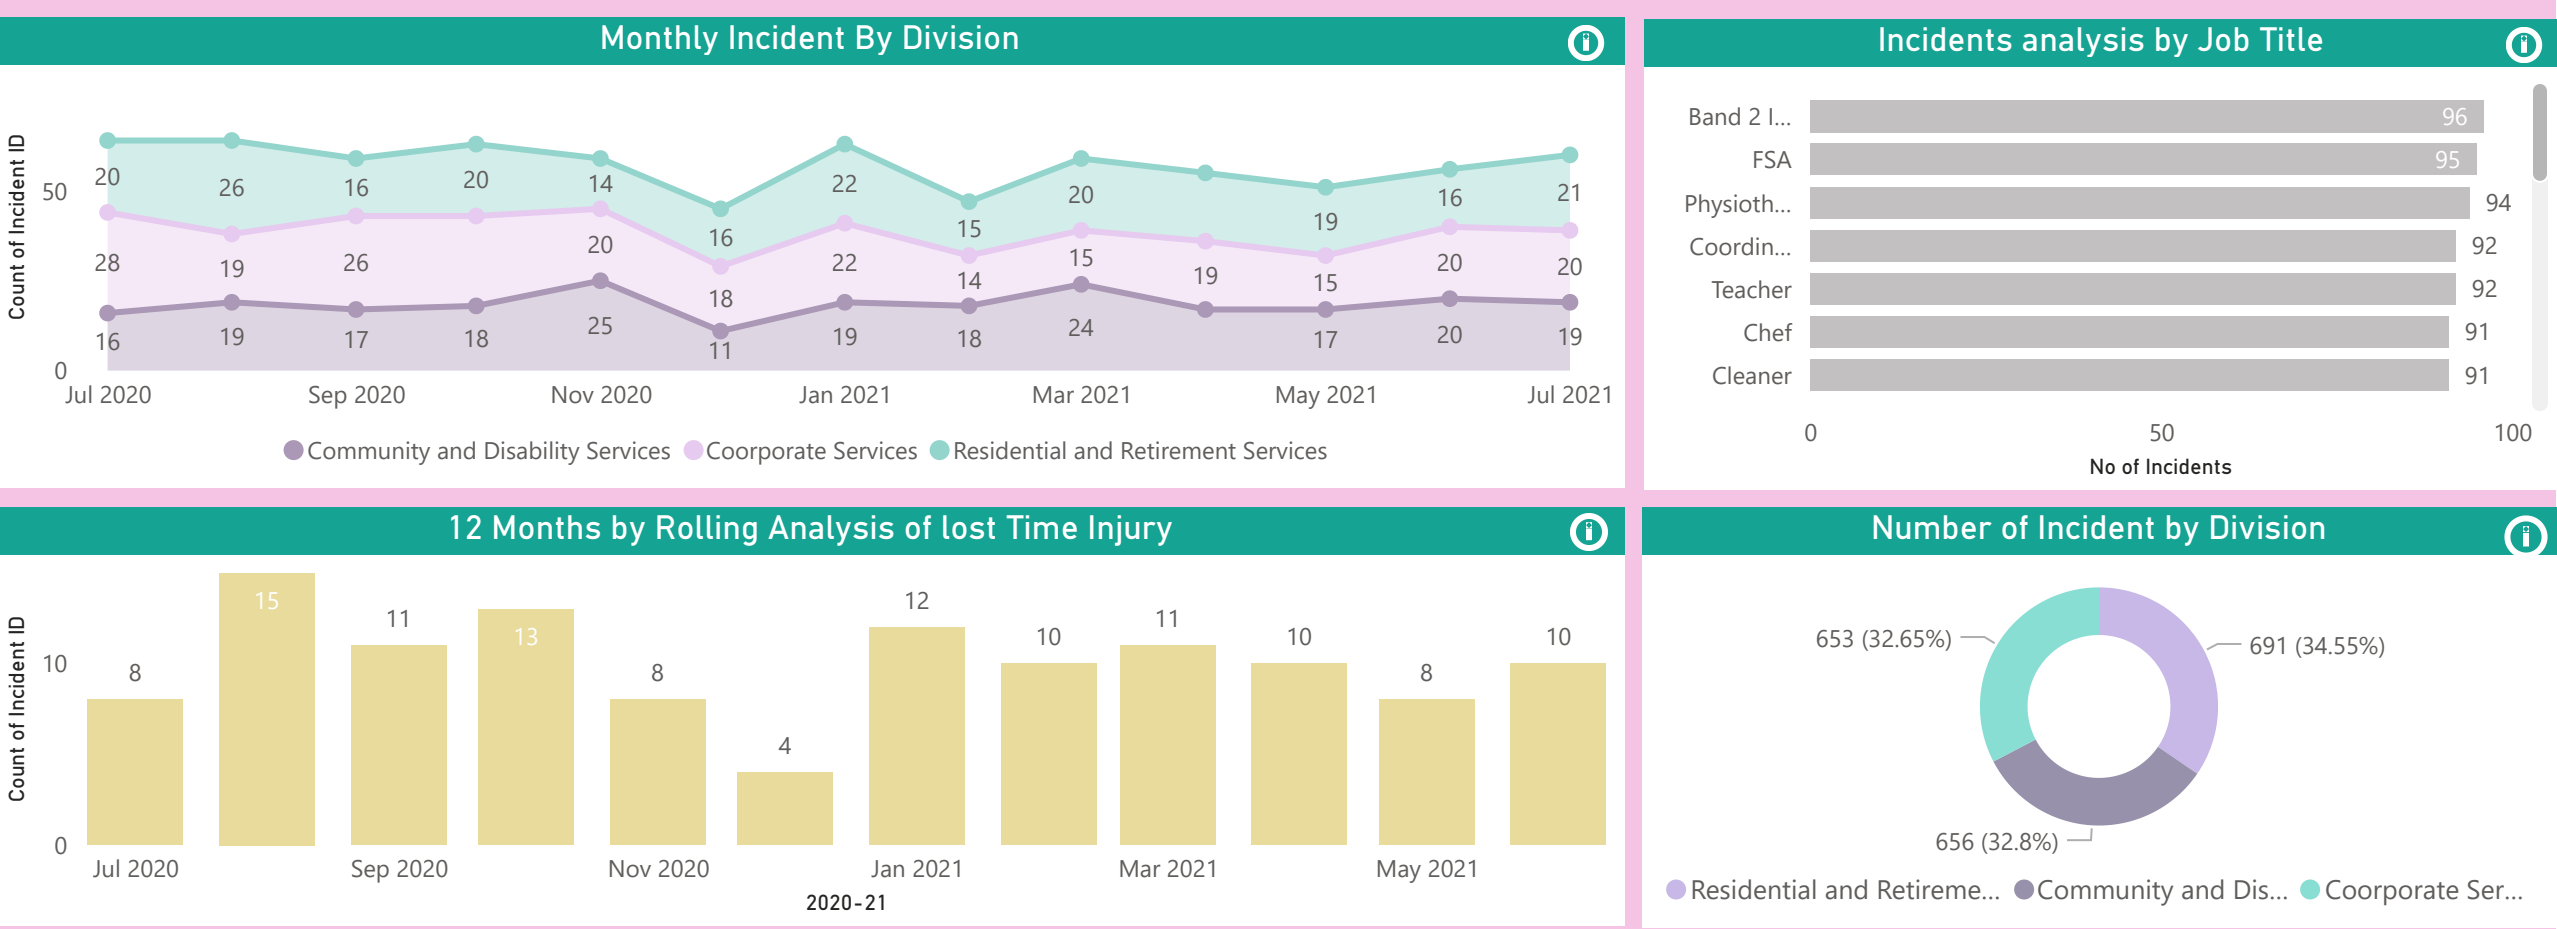 Monthly Incident By Division
Count of Incident ID
50
0
20 26 16 20 14 16 22 15 20 19 16 21
28 19 26 20 18 22 14 15 19 15 20 20
16 19 17 18 25 11 19 18 24 17 20 19
Jul 2020 Sep 2020 Nov 2020 Jan 2021 Mar 2021 May 2021 Jul 2021
Community and Disability Services Coorporate Services Residential and Retirement Services
Incidents analysis by Job Title
Band 2 I... 96
FSA 95
Physioth... 94
Coordin... 92
Teacher 92
Chef 91
Cleaner 91
0 50 100
No of Incidents
12 Months by Rolling Analysis of lost Time Injury
Count of Incident ID
10
0
8 15 11 13 8 4 12 10 11 10 8 10
Jul 2020 Sep 2020 Nov 2020 Jan 2021 Mar 2021 May 2021
2020-21
Number of Incident by Division
653 (32.65%)
691 (34.55%)
656 (32.8%)
Residential and Retireme... Community and Dis... Coorporate Ser...